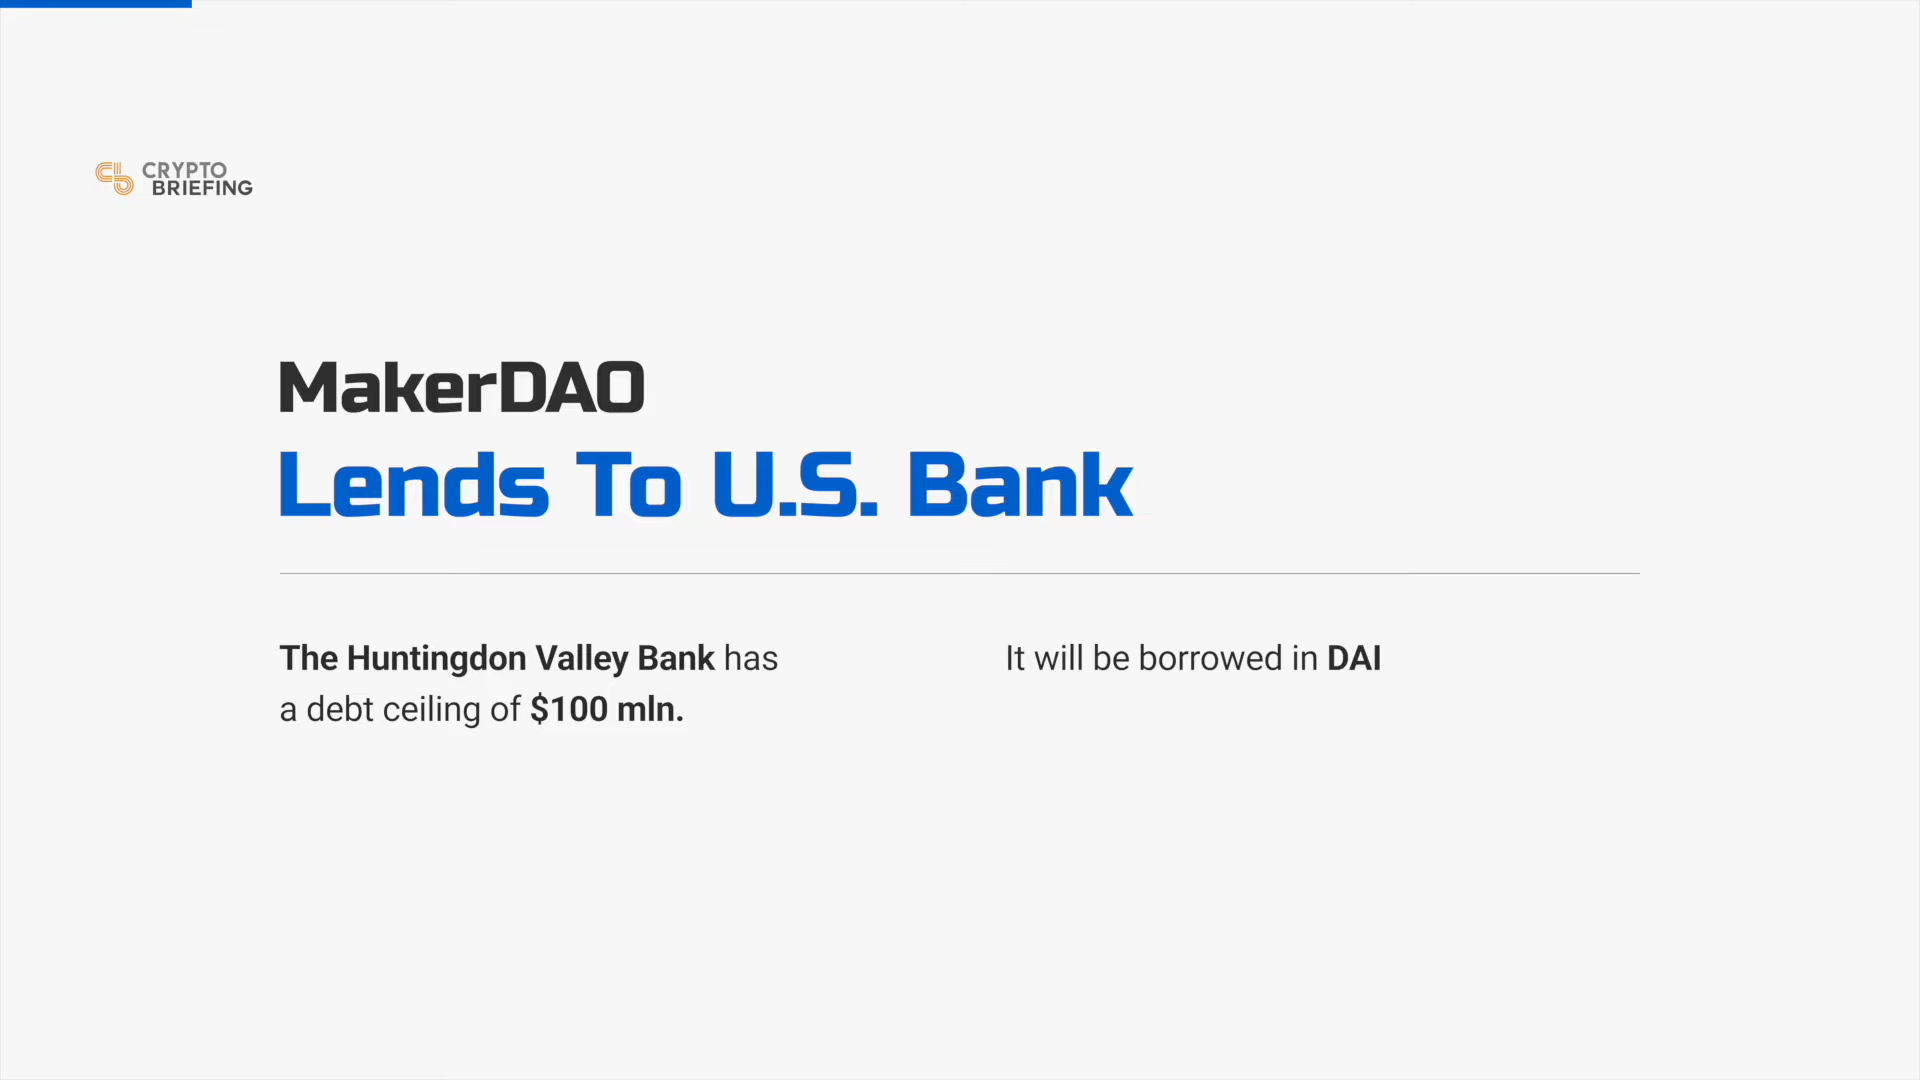 CRYPTO
BRIEFING
MakerDAO
Lends To U.S. Bank
The Huntingdon Valley Bank has
a debt ceiling of $100 mln.
It will be borrowed in DAI